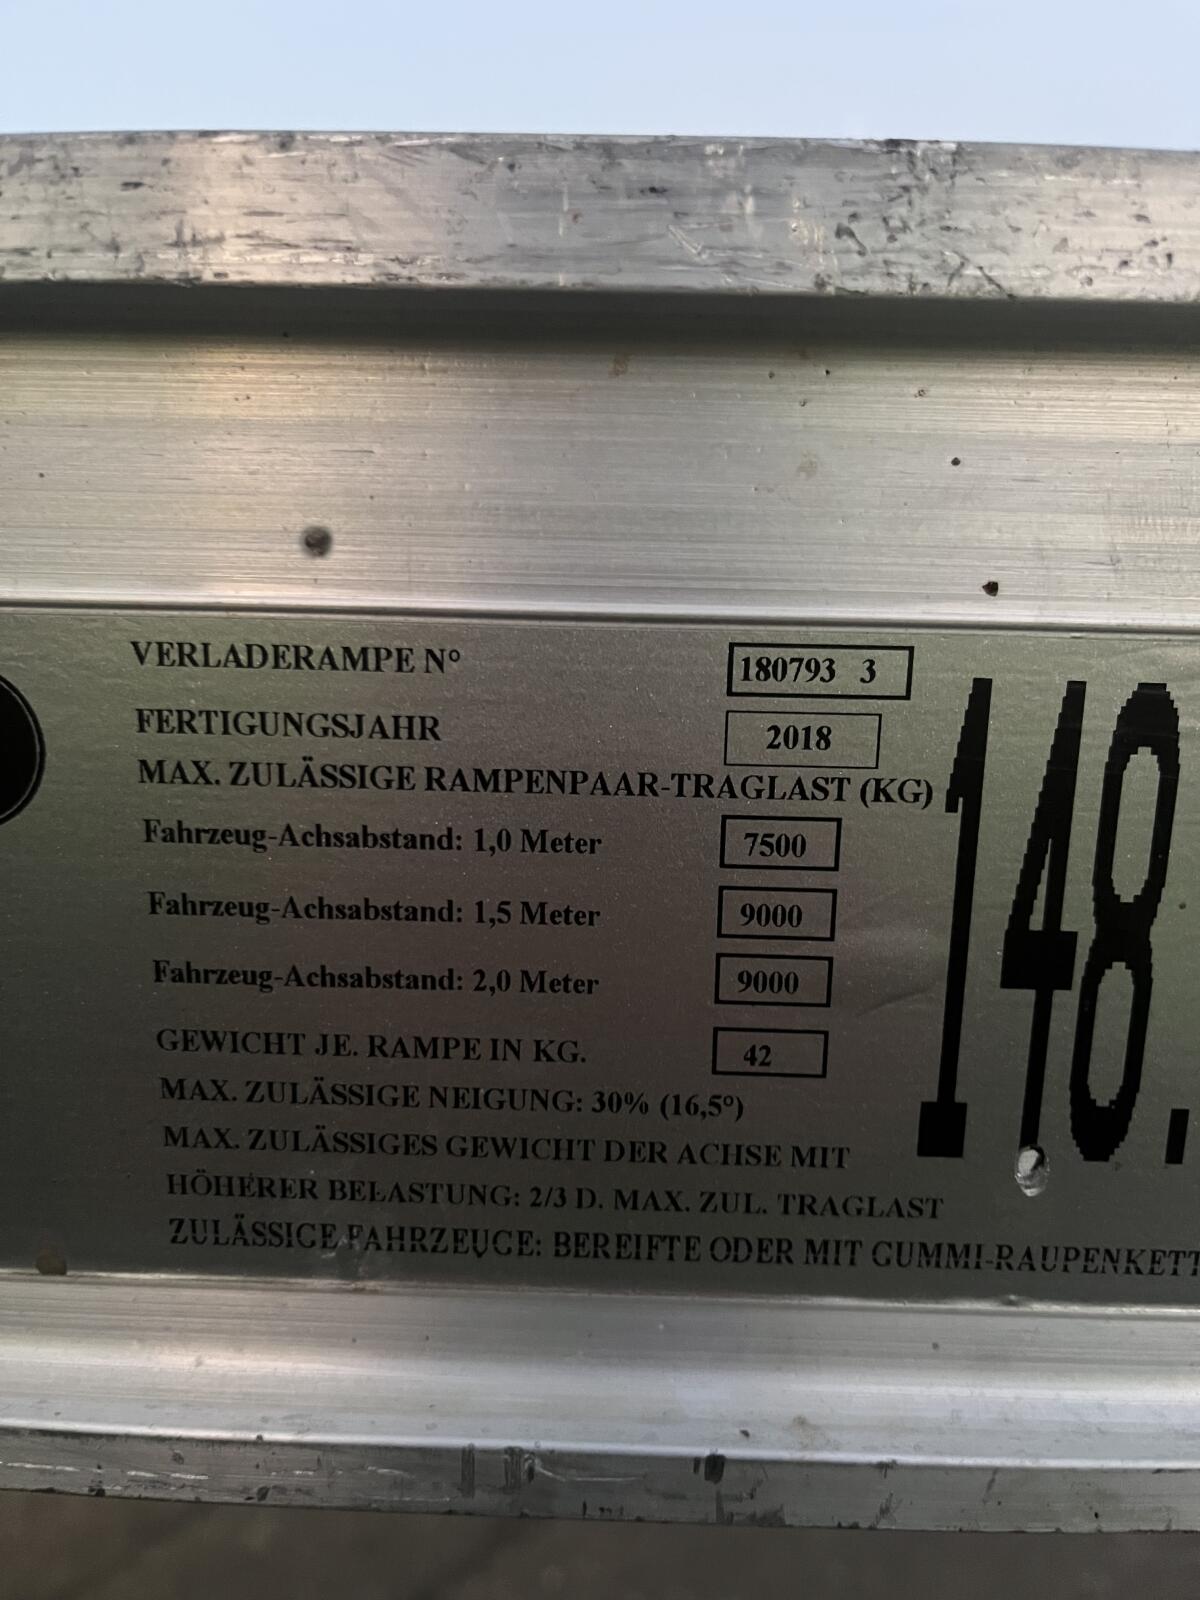 VERLADERAMPE N° 180793 3
FERTIGUNGSJAHR 2018
MAX. ZULÄSSIGE RAMPENPAAR-TRAGLAST (KG)
Fahrzeug-Achsabstand: 1,0 Meter 7500
Fahrzeug-Achsabstand: 1,5 Meter 9000
Fahrzeug-Achsabstand: 2,0 Meter 9000
GEWICHT JE. RAMPE IN KG. 42
MAX. ZULÄSSIGE NEIGUNG: 30% (16,5°)
MAX. ZULÄSSIGES GEWICHT DER ACHSE MIT
HÖHERER BELASTUNG: 2/3 D. MAX. ZUL. TRAGLAST
ZULÄSSIGE FAHRZEUGE: BEREIFTE ODER MIT GUMMI-RAUPENKETT
148.